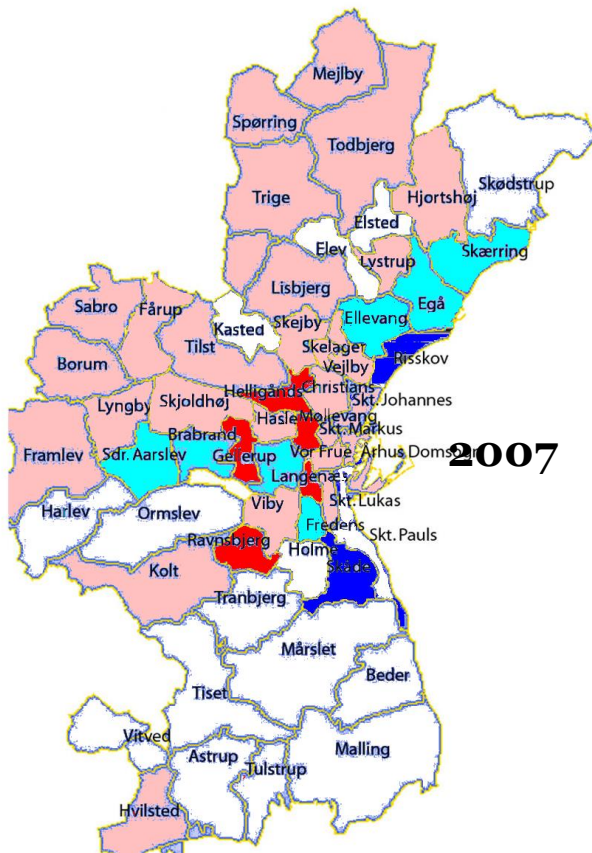 Mejlby
Spørring
Todbjerg
Trige
Hjortshøj
Skødstrup
Elsted
Elev
Lystrup
Skærring
Lisbjerg
Egå
Sabro
Fårup
Kasted
Skejby
Ellevang
Tilst
Skelager
Risskov
Borum
Vejlby
Helligånds
Christians
Lyngby
Skjoldhøj
Skt. Johannes
Hasle
Møllevang
Skt. Markus
Framlev
Sdr. Aarslev
Brabrand
Gellerup
Vor Frue
Århus Domsogn
2007
Langenæs
Harlev
Ormslev
Viby
Skt. Lukas
Fredens
Skt. Pauls
Ravnsbjerg
Holme
Kolt
Skåde
Tranbjerg
Mårslet
Beder
Tiset
Vitved
Astrup
Tulstrup
Malling
Hvilsted